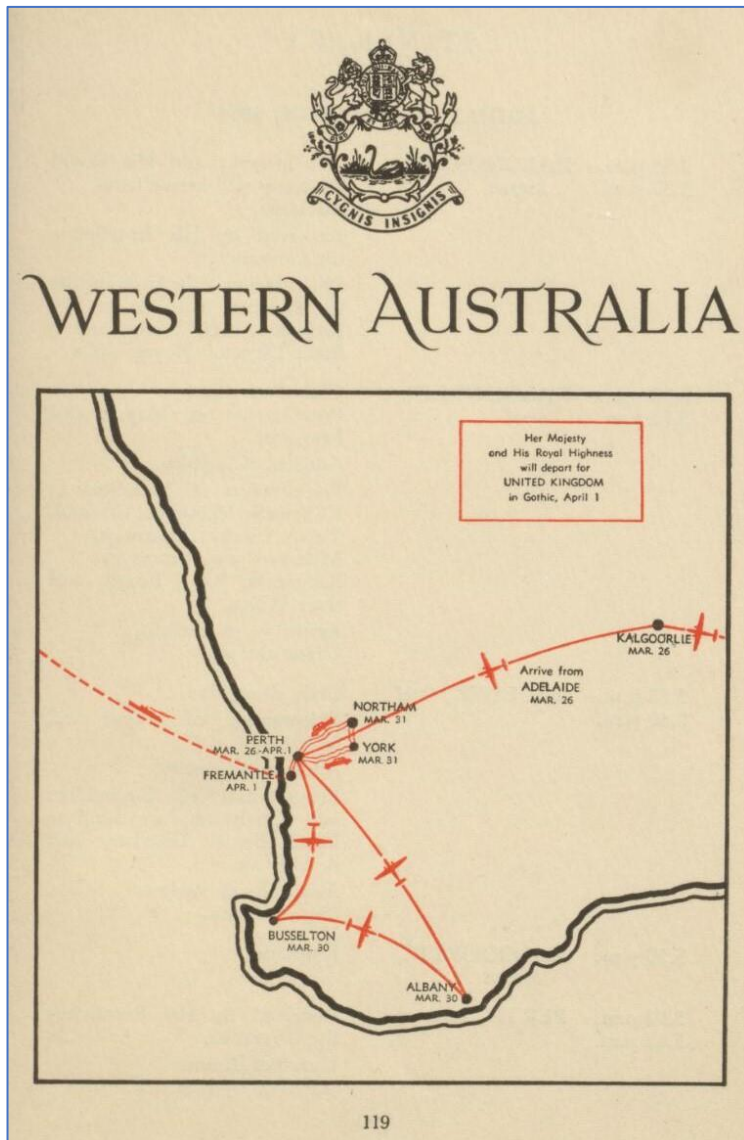 CYGNIS INSIGNIS
WESTERN AUSTRALIA
Her Majesty
and His Royal Highness
will depart for
UNITED KINGDOM
in Gothic, April 1
KALGOORLIE
MAR. 26
Arrive from
ADELAIDE
MAR. 26
NORTHAM
MAR. 31
PERTH
MAR. 26.-APR. 1
YORK
MAR. 31
FREMANTLE
APR. 1
BUSSELTON
MAR. 30
ALBANY
MAR. 30
119